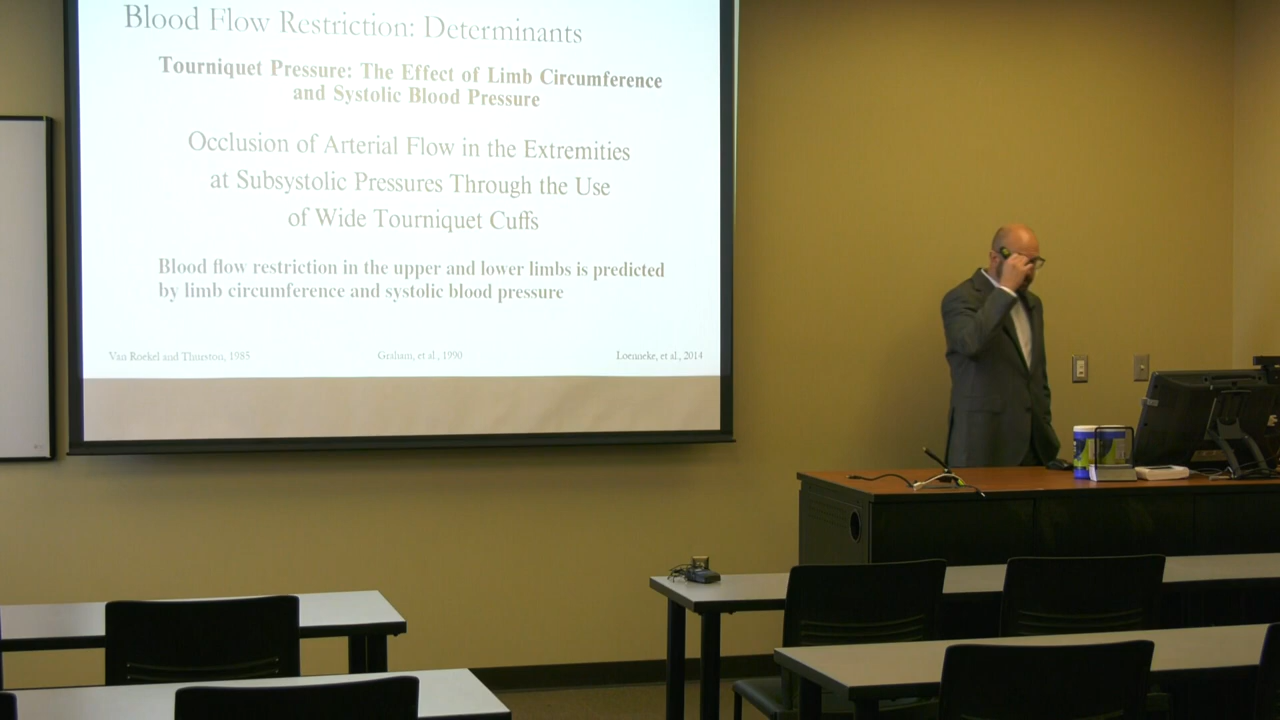 Blood Flow Restriction: Determinants
Tourniquet Pressure: The Effect of Limb Circumference
and Systolic Blood Pressure
Occlusion of Arterial Flow in the Extremities
at Subsystolic Pressures Through the Use
of Wide Tourniquet Cuffs
Blood flow restriction in the upper and lower limbs is predicted
by limb circumference and systolic blood pressure
Van Roekel and Thurston, 1985
Graham, et al., 1990
Loenneke, et al., 2014